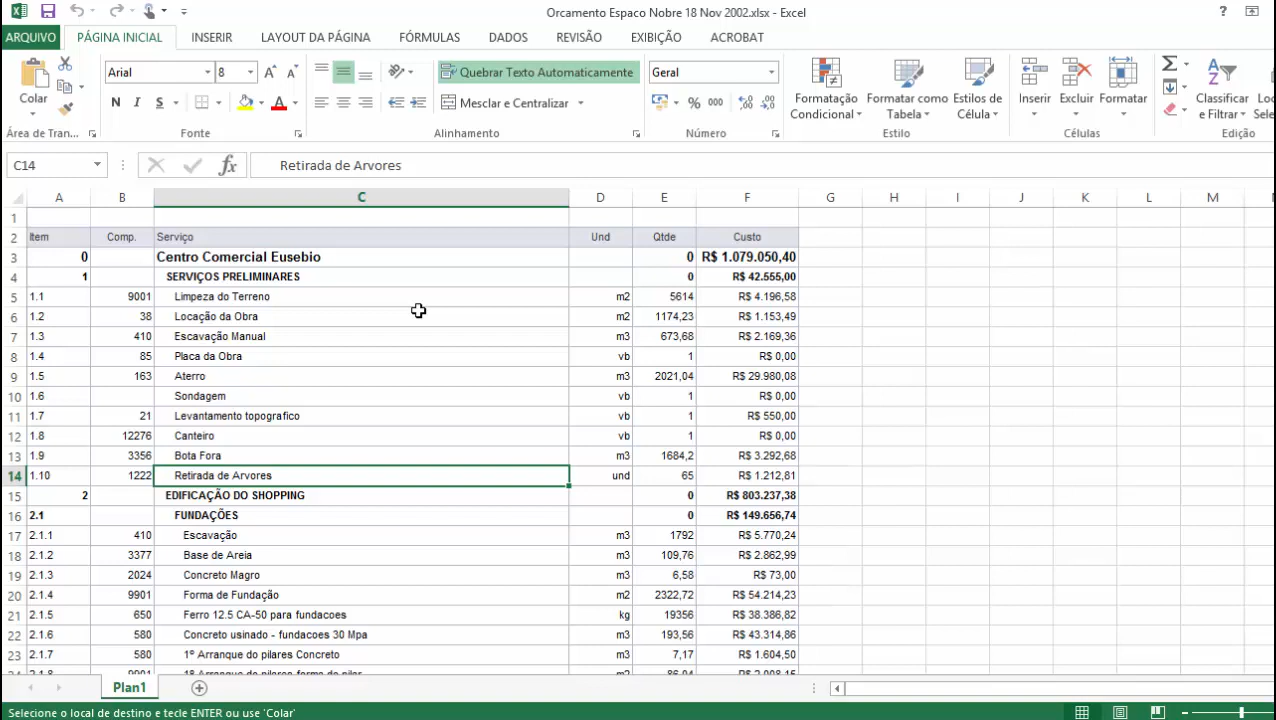 Orcamento Espaco Nobre 18 Nov 2002.xlsx - Excel
ARQUIVO PÁGINA INICIAL INSERIR LAYOUT DA PÁGINA FÓRMULAS DADOS REVISÃO EXIBIÇÃO ACROBAT
Colar Arial 8 Quebrar Texto Automaticamente Geral
N I S A Mesclar e Centralizar % 000
Formatação Condicional Formatar como Tabela Estilos de Célula Inserir Excluir Formatar Classificar e Filtrar
Área de Tran... Fonte Alinhamento Número Estilo Células Edição
C14 fx Retirada de Arvores
A B C D E F G H I J K L M
1
2 Item Comp. Serviço Und Qtde Custo
3 0 Centro Comercial Eusebio 0 R$ 1.079.050,40
4 1 SERVIÇOS PRELIMINARES 0 R$ 42.555,00
5 1.1 9001 Limpeza do Terreno m2 5614 R$ 4.196,58
6 1.2 38 Locação da Obra m2 1174,23 R$ 1.153,49
7 1.3 410 Escavação Manual m3 673,68 R$ 2.169,36
8 1.4 85 Placa da Obra vb 1 R$ 0,00
9 1.5 163 Aterro m3 2021,04 R$ 29.980,08
10 1.6 Sondagem vb 1 R$ 0,00
11 1.7 21 Levantamento topografico vb 1 R$ 550,00
12 1.8 12276 Canteiro vb 1 R$ 0,00
13 1.9 3356 Bota Fora m3 1684,2 R$ 3.292,68
14 1.10 1222 Retirada de Arvores und 65 R$ 1.212,81
15 2 EDIFICAÇÃO DO SHOPPING 0 R$ 803.237,38
16 2.1 FUNDAÇÕES 0 R$ 149.656,74
17 2.1.1 410 Escavação m3 1792 R$ 5.770,24
18 2.1.2 3377 Base de Areia m3 109,76 R$ 2.862,99
19 2.1.3 2024 Concreto Magro m3 6,58 R$ 73,00
20 2.1.4 9901 Forma de Fundação m2 2322,72 R$ 54.214,23
21 2.1.5 650 Ferro 12.5 CA-50 para fundacoes kg 19356 R$ 38.386,82
22 2.1.6 580 Concreto usinado - fundacoes 30 Mpa m3 193,56 R$ 43.314,86
23 2.1.7 580 1º Arranque do pilares Concreto m3 7,17 R$ 1.604,50
Plan1
Selecione o local de destino e tecle ENTER ou use 'Colar'